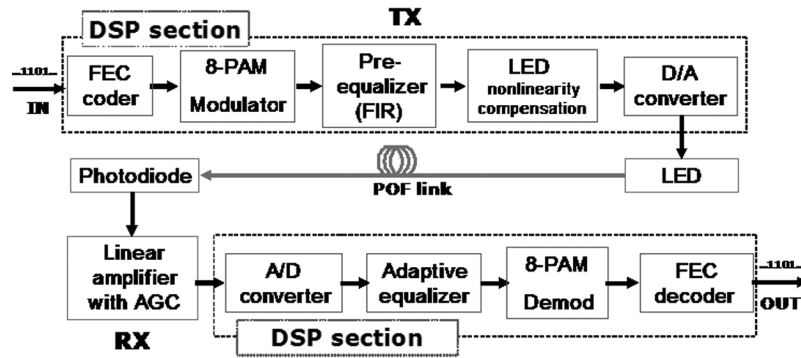 TX
DSP section
1101
IN
FEC
coder
8-PAM
Modulator
Pre-
equalizer
(FIR)
LED
nonlinearity
compensation
D/A
converter
Photodiode
POF link
LED
Linear
amplifier
with AGC
RX
A/D
converter
Adaptive
equalizer
8-PAM
Demod
FEC
decoder
1101
OUT
DSP section